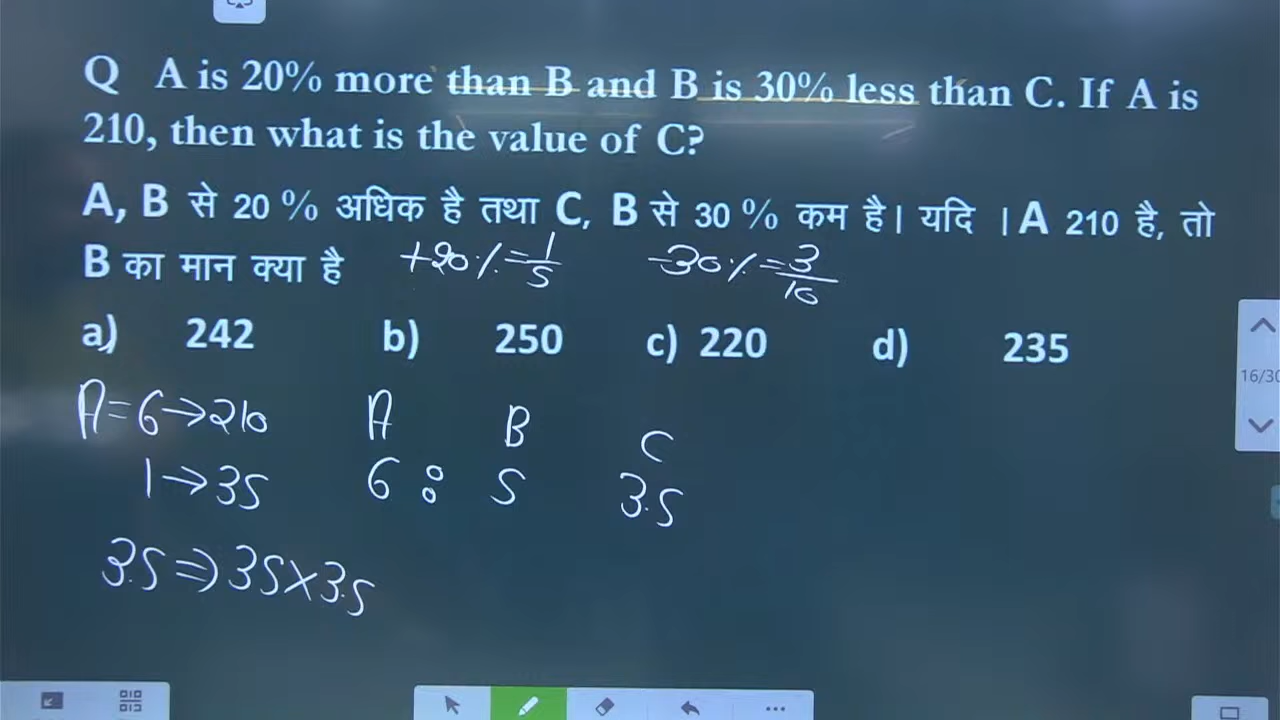 Q A is 20% more than B and B is 30% less than C. If A is
210, then what is the value of C?
A, B से 20 % अधिक है तथा C, B से 30 % कम है। यदि ।A 210 है, तो
B का मान क्या है
+20%=1/5 -30%=3/10
a) 242 b) 250 c) 220 d) 235
A=6→210
1→35
3.5⇒35×3.5
A B C
6 : 5 3.5
16/30